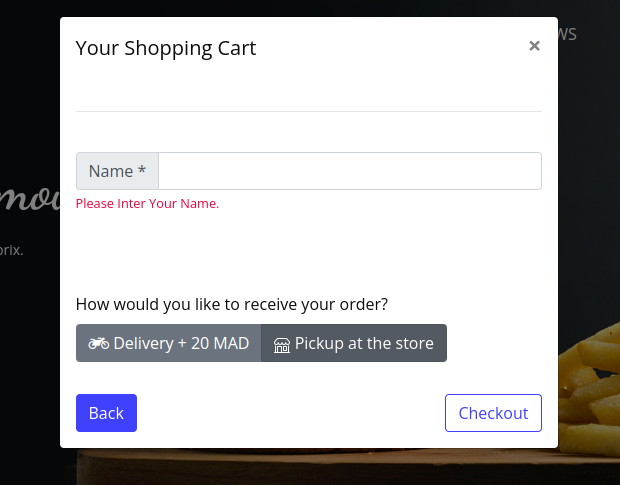 Your Shopping Cart ×
WS
Name *
mou
Please Inter Your Name.
prix.
How would you like to receive your order?
Delivery + 20 MAD Pickup at the store
Back Checkout